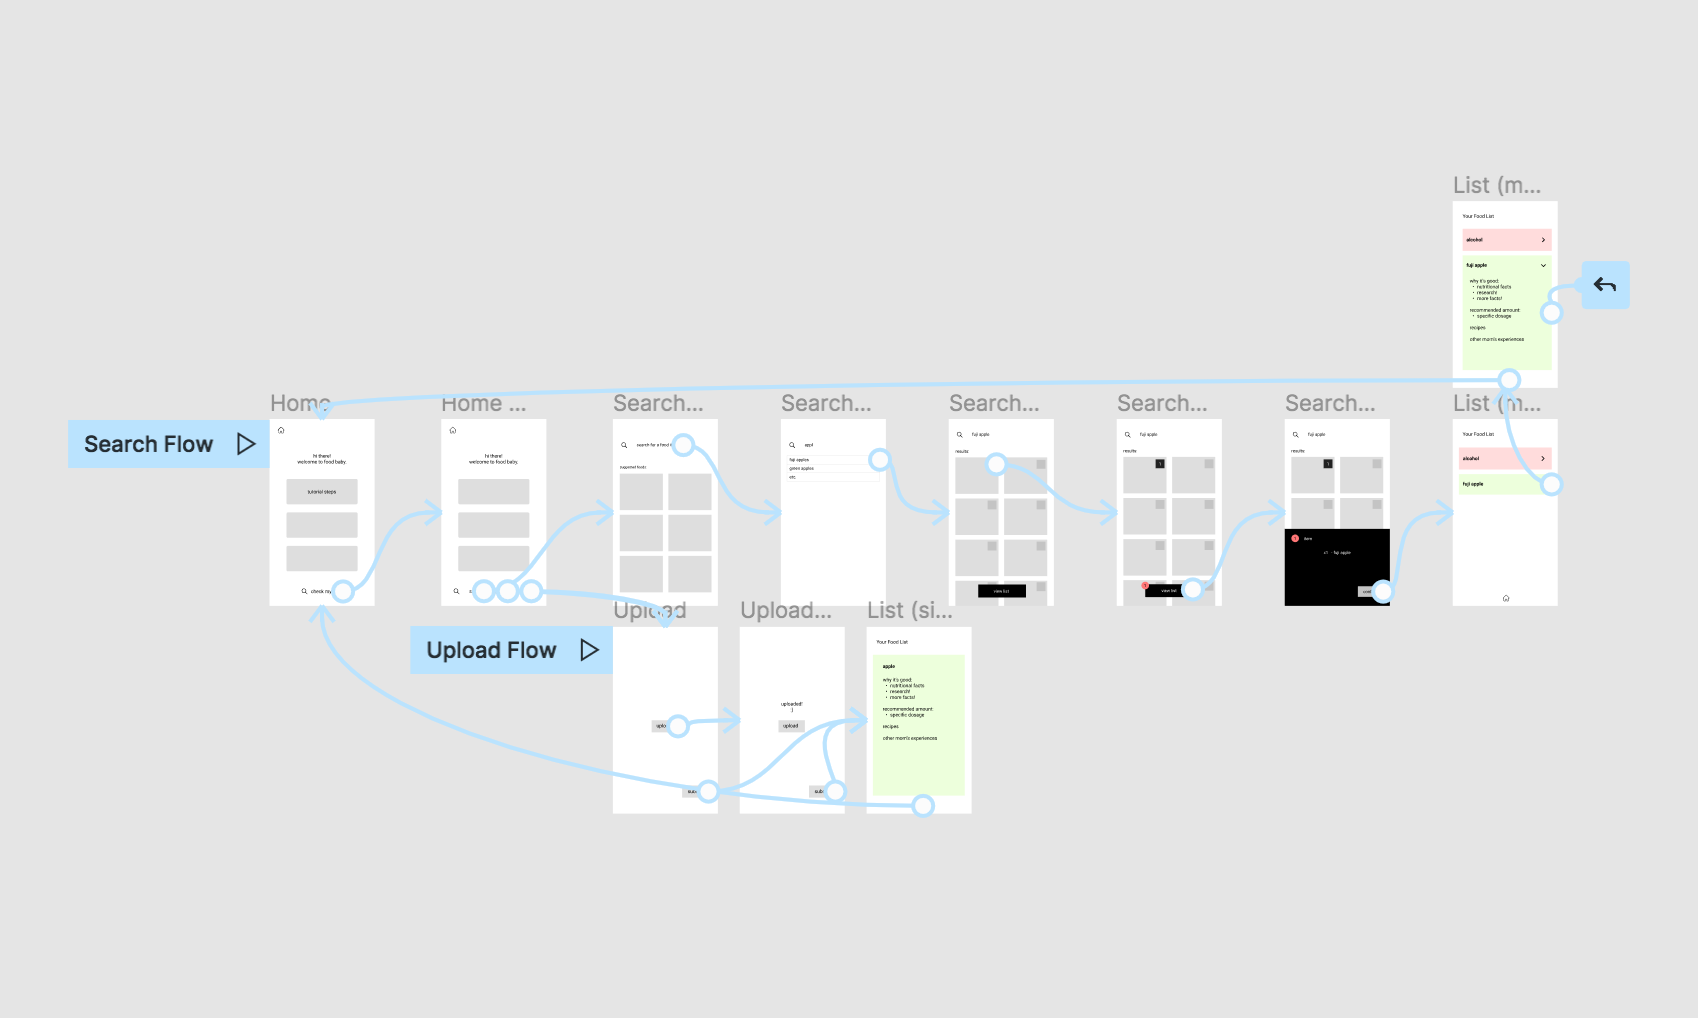 List (m...
Your Food List
alcohol
fuji apple
why it's good:
• nutritional facts
• research!
• more facts!
recommended amount:
• specific dosage
recipes
other mom's experiences
Search Flow
Home
hi there!
welcome to food baby.
tutorial steps
check my
Home ...
hi there!
welcome to food baby.
Search...
search for a food
suggested foods
Search...
appl
fuji apples
green apples
etc
Search...
fuji apple
results
view list
Search...
fuji apple
results
1
1
view list
Search...
fuji apple
results
1
1
item
x1 - fuji apple
List (m...
Your Food List
alcohol
fuji apple
Upload Flow
Upload
uplo
Upload...
uploaded!
:)
upload
sub
List (si...
Your Food List
apple
why it's good:
• nutritional facts
• research!
• more facts!
recommended amount:
• specific dosage
recipes
other mom's experiences